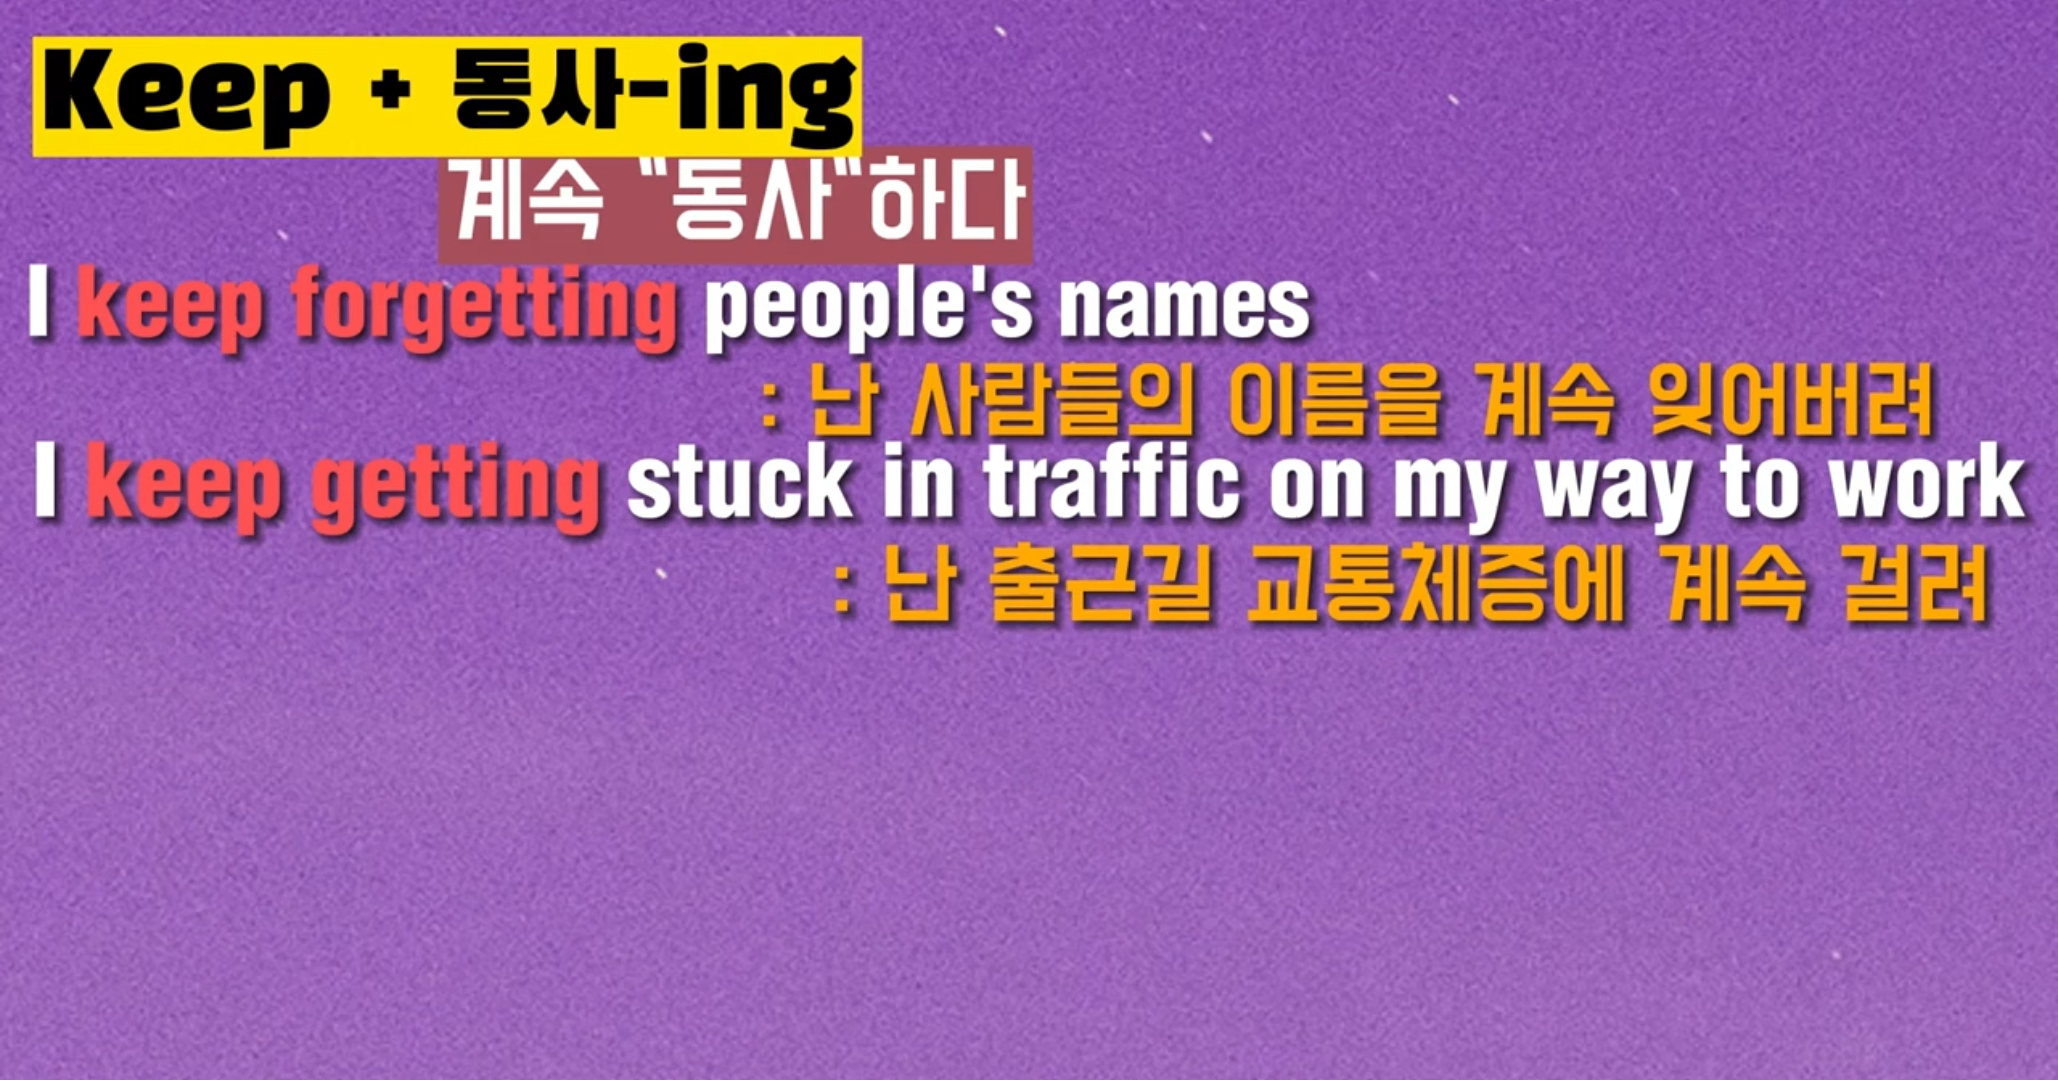 Keep + 동사-ing
계속 "동사"하다
I keep forgetting people's names
: 난 사람들의 이름을 계속 잊어버려
I keep getting stuck in traffic on my way to work
: 난 출근길 교통체증에 계속 걸려